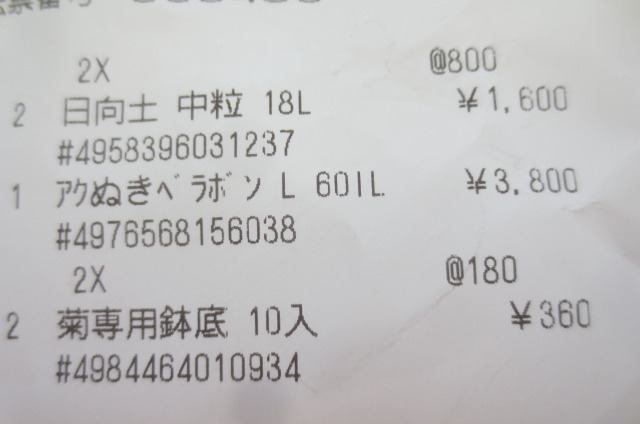 2X @800
2 日向土 中粒 18L ¥1,600
#4958396031237
1 ｱｸぬきﾍﾞﾗﾎﾞﾝ L 60IL ¥3,800
#4976568156038
2X @180
2 菊専用鉢底 10入 ¥360
#4984464010934